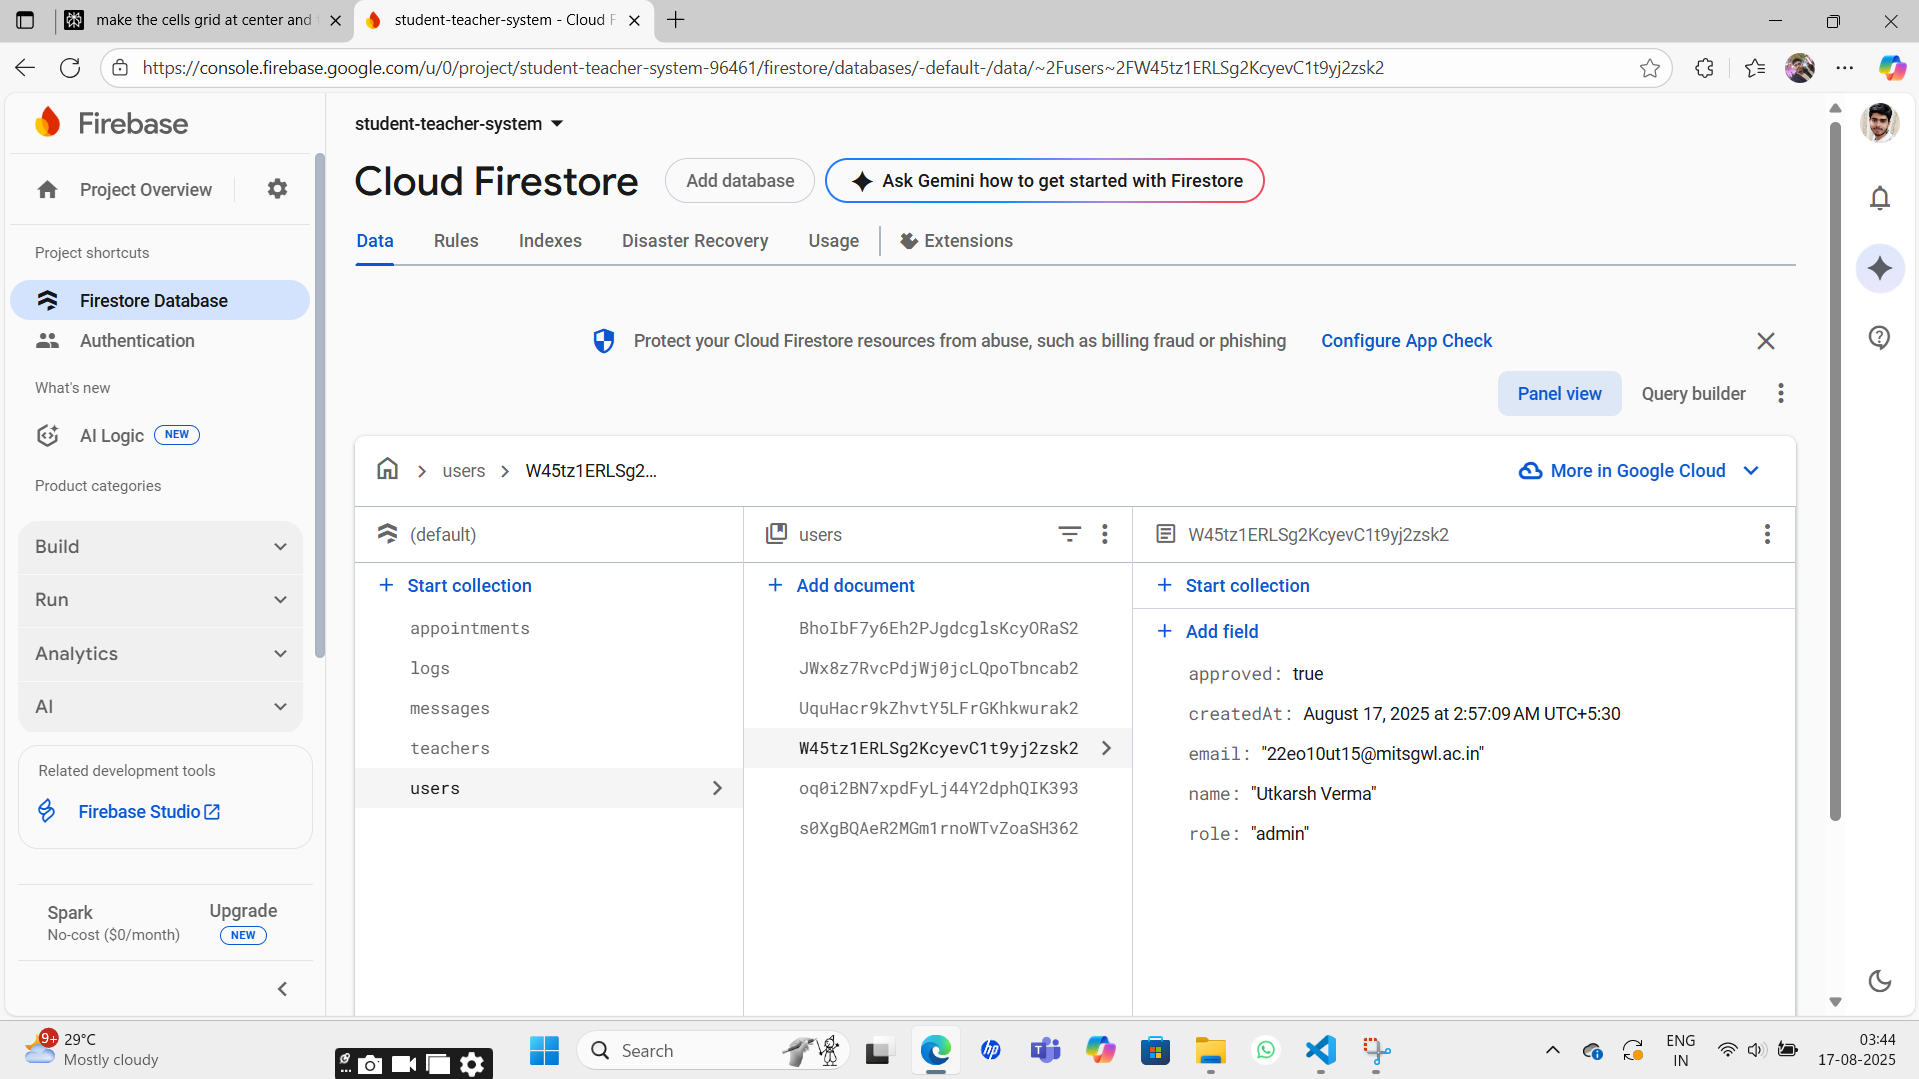 make the cells grid at center and
student-teacher-system - Cloud F
https://console.firebase.google.com/u/0/project/student-teacher-system-96461/firestore/databases/-default-/data/~2Fusers~2FW45tz1ERLSg2KcyevC1t9yj2zsk2
Firebase
Project Overview
Project shortcuts
Firestore Database
Authentication
What's new
AI Logic NEW
Product categories
Build
Run
Analytics
AI
Related development tools
Firebase Studio
Spark
No-cost ($0/month)
Upgrade
NEW
student-teacher-system
Cloud Firestore
Add database
Ask Gemini how to get started with Firestore
Data Rules Indexes Disaster Recovery Usage Extensions
Protect your Cloud Firestore resources from abuse, such as billing fraud or phishing Configure App Check
Panel view Query builder
users W45tz1ERLSg2...
More in Google Cloud
(default)
Start collection
appointments
logs
messages
teachers
users
users
Add document
BhoIbF7y6Eh2PJgdcglsKcyORaS2
JWx8z7RvcPdjWj0jcLQpoTbncab2
UquHacr9kZhvtY5LFrGKhkwurak2
W45tz1ERLSg2KcyevC1t9yj2zsk2
oq0i2BN7xpdFyLj44Y2dphQIK393
s0XgBQAeR2MGm1rnoWTvZoaSH362
W45tz1ERLSg2KcyevC1t9yj2zsk2
Start collection
Add field
approved: true
createdAt: August 17, 2025 at 2:57:09 AM UTC+5:30
email: "22eo10ut15@mitsgwl.ac.in"
name: "Utkarsh Verma"
role: "admin"
9+
29°C
Mostly cloudy
Search
hp
ENG
IN
03:44
17-08-2025